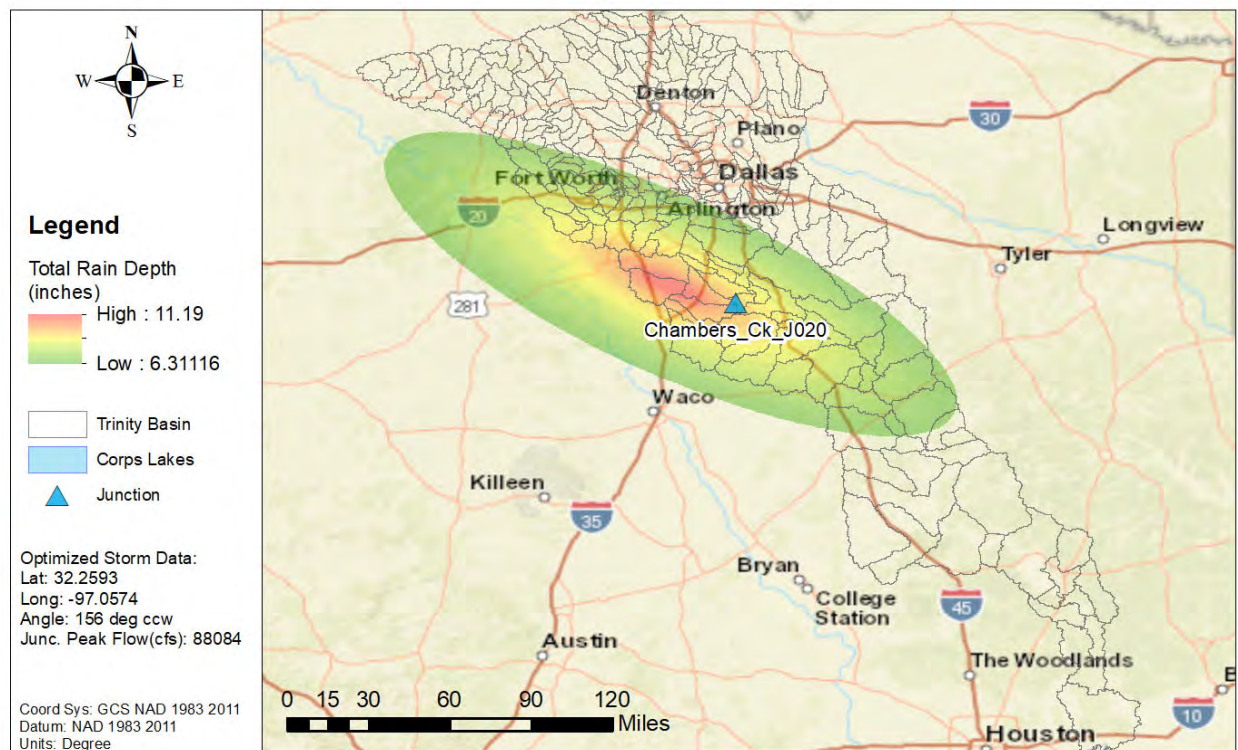 N
W E
S
Legend
Total Rain Depth
(inches)
High : 11.19
Low : 6.31116
Trinity Basin
Corps Lakes
Junction
Optimized Storm Data:
Lat: 32.2593
Long: -97.0574
Angle: 156 deg ccw
Junc. Peak Flow(cfs): 88084
Coord Sys: GCS NAD 1983 2011
Datum: NAD 1983 2011
Units: Degree
Denton
30
Plano
Dallas
Fort Worth
Arlington
20
Longview
Tyler
281
Chambers_Ck_J020
Waco
Killeen
35
Bryan
College
Station
45
Austin
The Woodlands
B
10
Houston
0 15 30 60 90 120
Miles